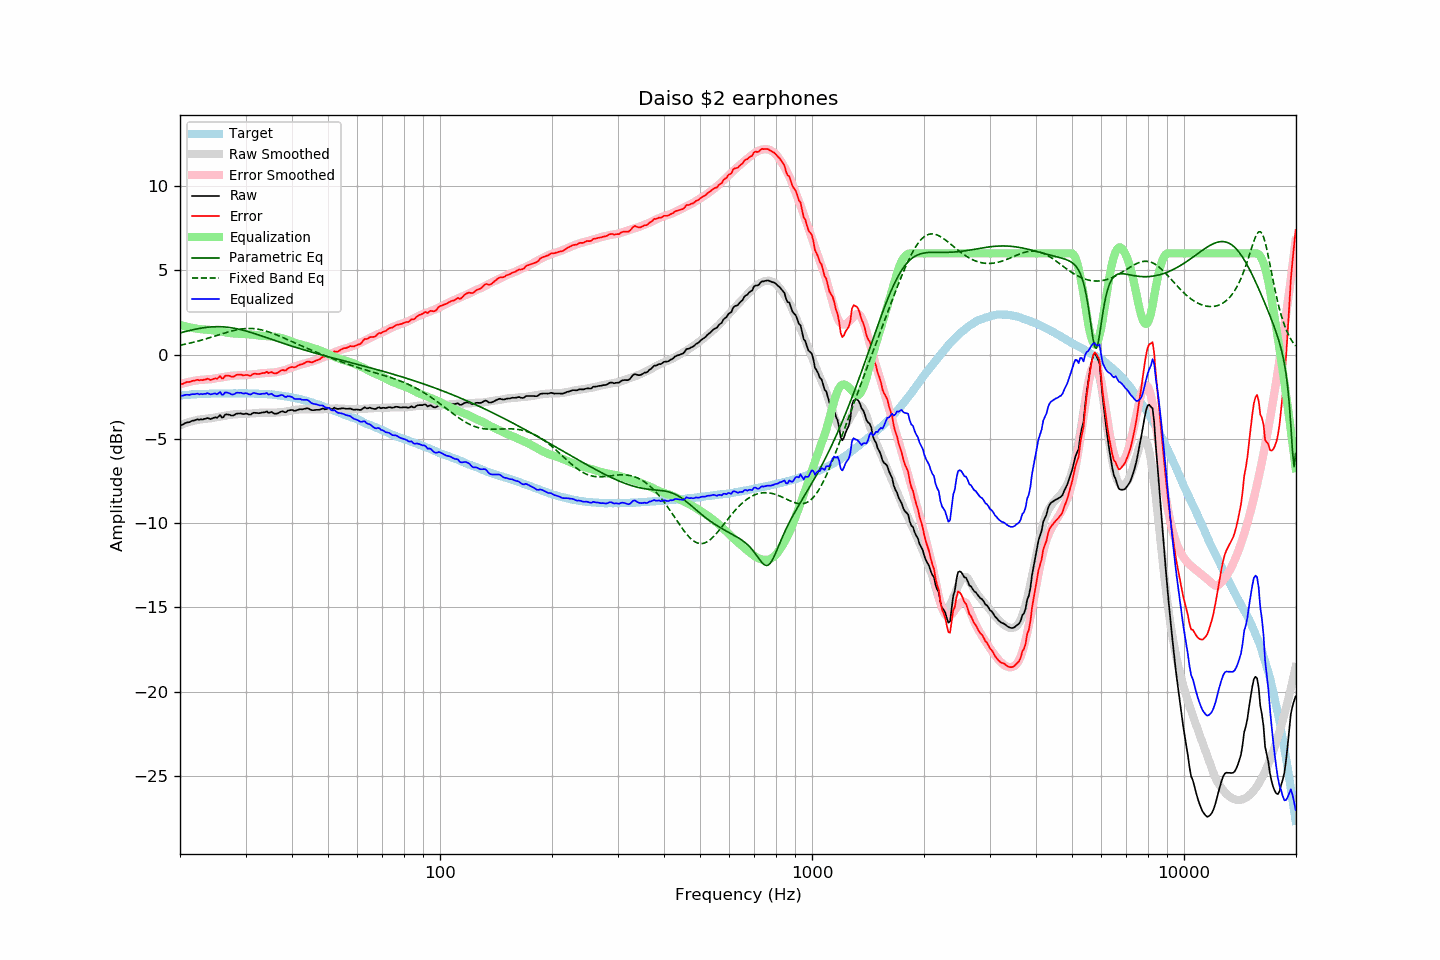 Daiso $2 earphones
Target
Raw Smoothed
Error Smoothed
Raw
Error
Equalization
Parametric Eq
Fixed Band Eq
Equalized
10
5
0
−5
−10
−15
−20
−25
Amplitude (dBr)
100
1000
10000
Frequency (Hz)